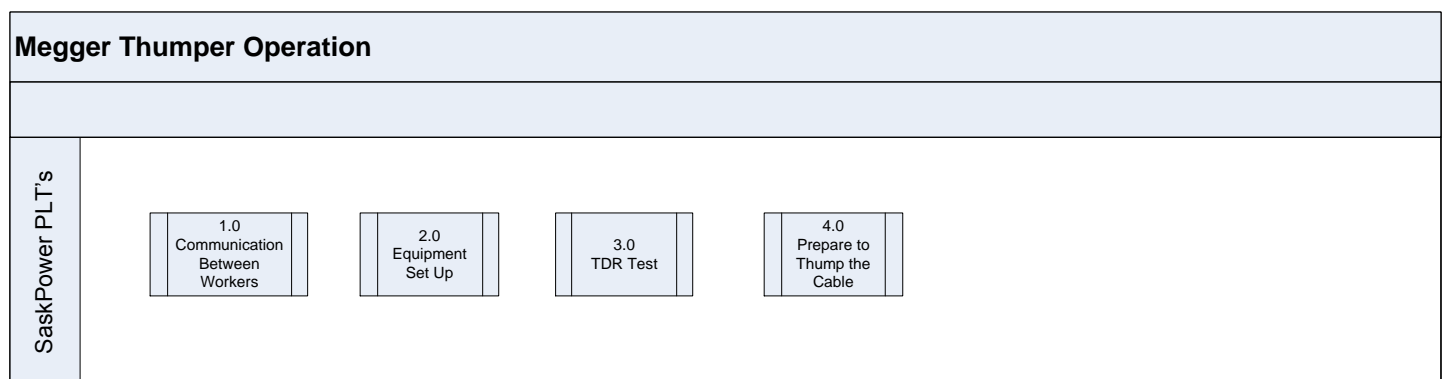 Megger Thumper Operation
SaskPower PLT’s
1.0
Communication
Between
Workers
2.0
Equipment
Set Up
3.0
TDR Test
4.0
Prepare to
Thump the
Cable